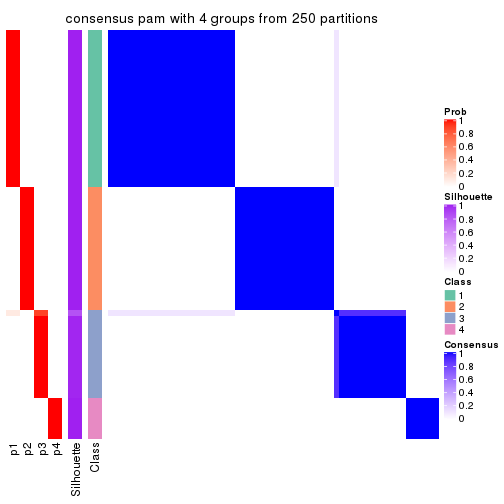 consensus pam with 4 groups from 250 partitions
Prob
1
0.8
0.6
0.4
0.2
0
Silhouette
1
0.8
0.6
0.4
0.2
0
Class
1
2
3
4
Consensus
1
0.8
0.6
0.4
0.2
0
p1
p2
p3
p4
Silhouette
Class